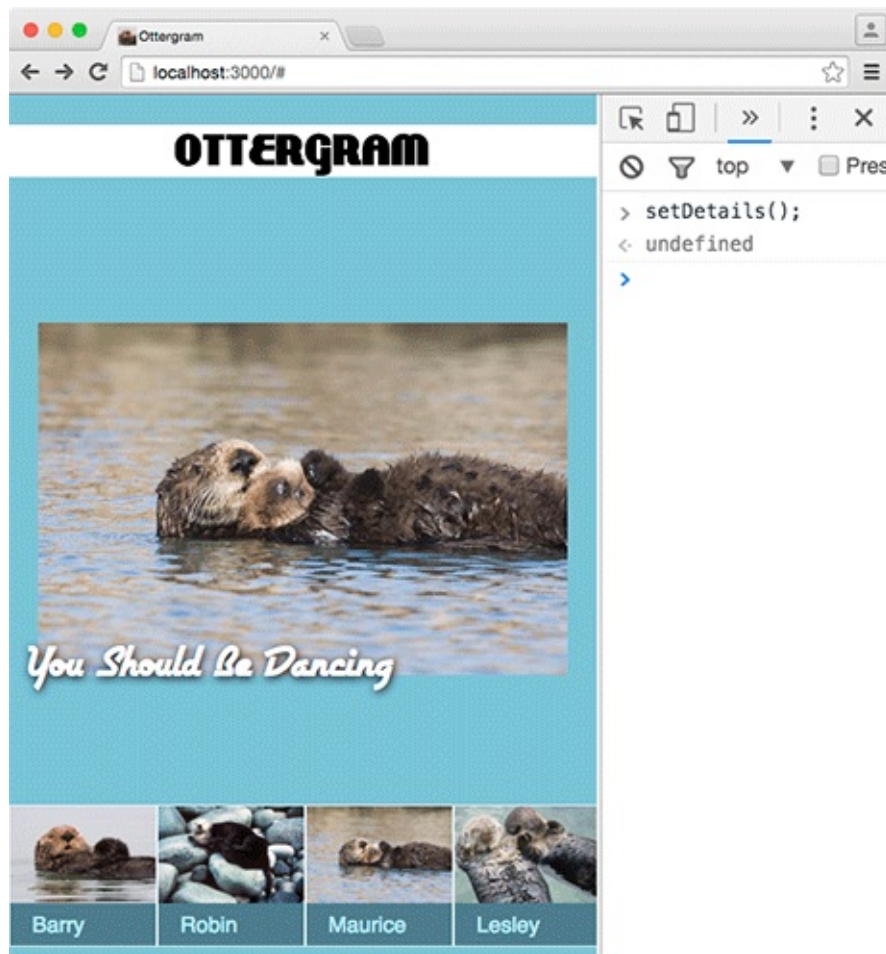 Ottergram
localhost:3000/#
OTTERGRAM
top
Pres
setDetails();
undefined
You Should Be Dancing
Barry Robin Maurice Lesley